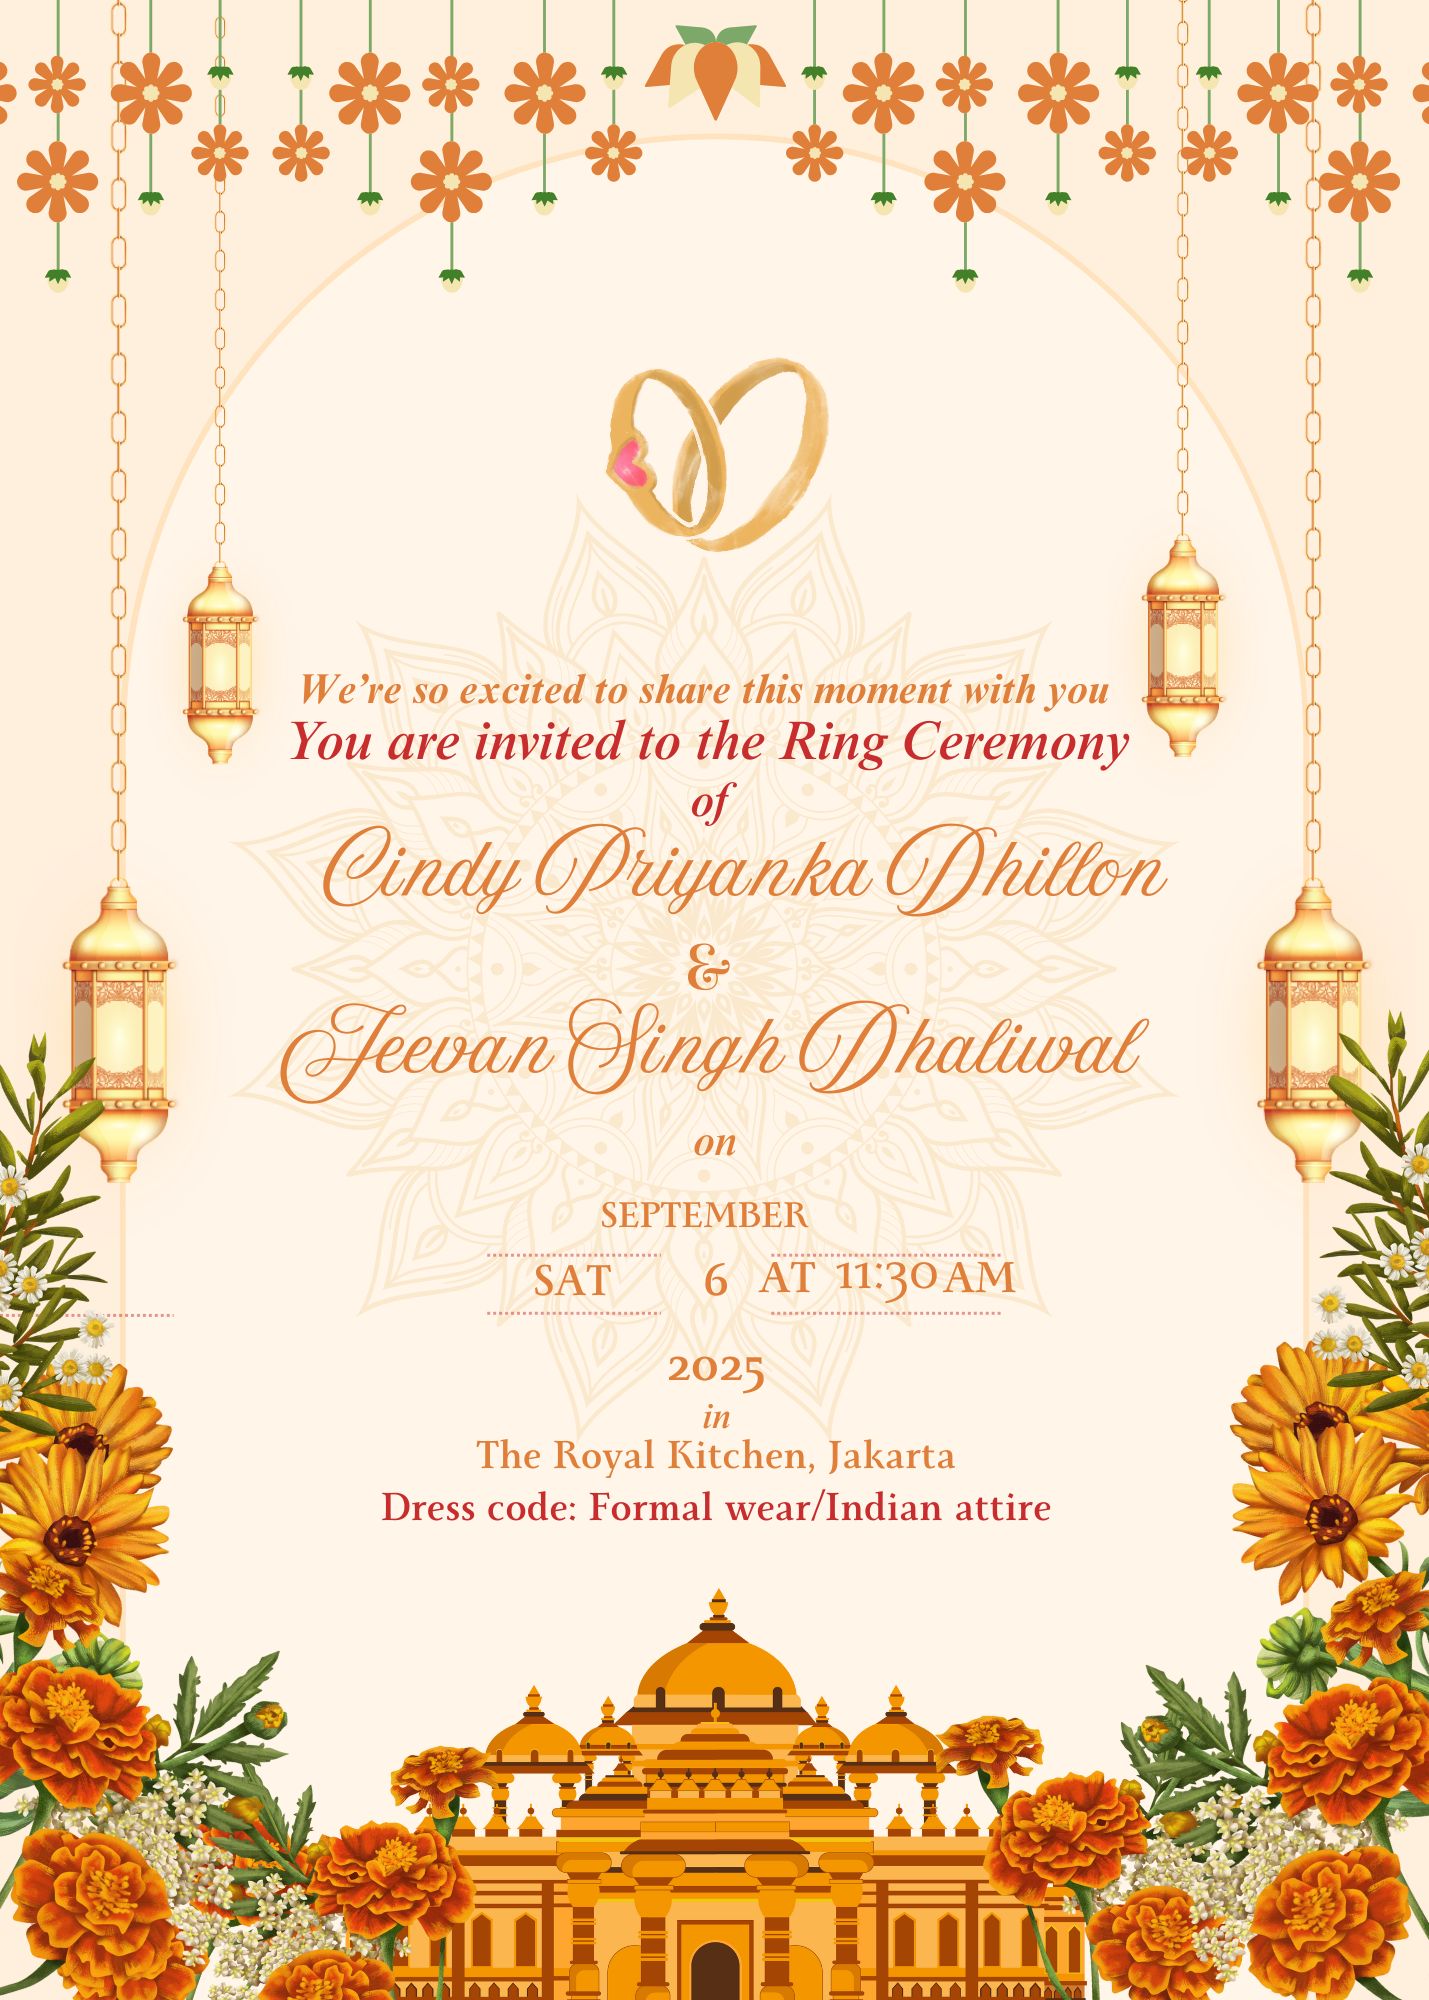 We're so excited to share this moment with you
You are invited to the Ring Ceremony
of
Cindy Priyanka Dhillon
&
Jeevan Singh Dhaliwal
on
SEPTEMBER
SAT 6 AT 11:30 AM
2025
in
The Royal Kitchen, Jakarta
Dress code: Formal wear/Indian attire